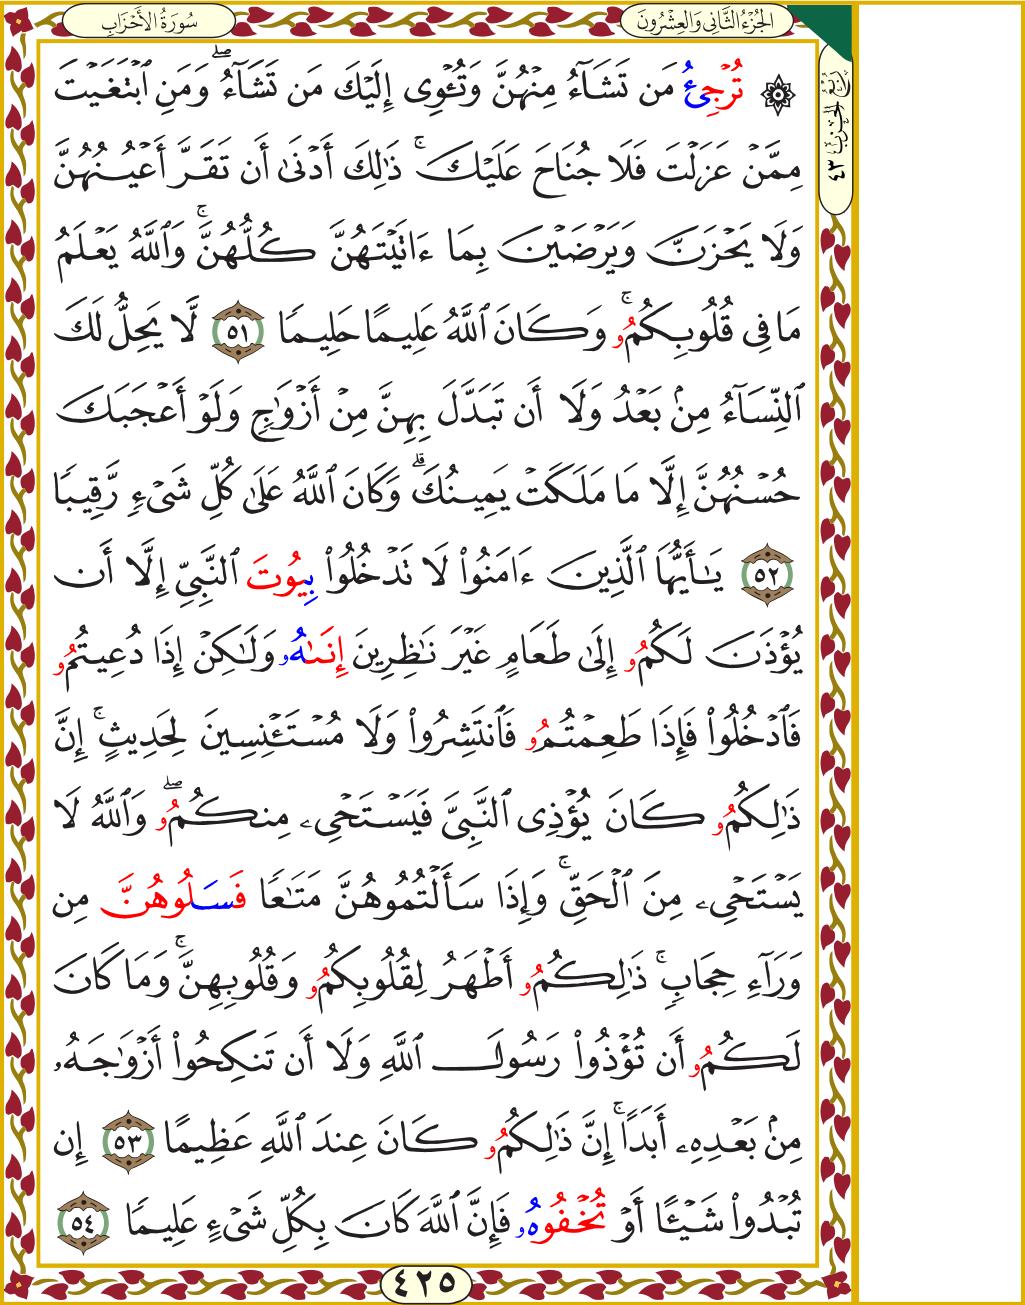 سُورَةُ الأَحْزَابِ
الجُزْءُ الثَّانِي وَالعِشْرُونَ
رُبْعُ الحِزْبِ ٤٣
۞ تُرْجِئُ مَن تَشَآءُ مِنْهُنَّ وَتُـْٔوِى إِلَيْكَ مَن تَشَآءُ ۖ وَمَنِ ٱبْتَغَيْتَ
مِمَّنْ عَزَلْتَ فَلَا جُنَاحَ عَلَيْكَ ۚ ذَٰلِكَ أَدْنَىٰ أَن تَقَرَّ أَعْيُنُهُنَّ
وَلَا يَحْزَنَّ وَيَرْضَيْنَ بِمَا ءَاتَيْتَهُنَّ كُلُّهُنَّ ۚ وَٱللَّهُ يَعْلَمُ
مَا فِى قُلُوبِكُمُۥ ۚ وَكَانَ ٱللَّهُ عَلِيمًا حَلِيمًا ٥١ لَّا يَحِلُّ لَكَ
ٱلنِّسَآءُ مِنۢ بَعْدُ وَلَا أَن تَبَدَّلَ بِهِنَّ مِنْ أَزْوَٰجٍ وَلَوْ أَعْجَبَكَ
حُسْنُهُنَّ إِلَّا مَا مَلَكَتْ يَمِينُكَ ۗ وَكَانَ ٱللَّهُ عَلَىٰ كُلِّ شَىْءٍ رَّقِيبًا
٥٢ يَـٰٓأَيُّهَا ٱلَّذِينَ ءَامَنُوا۟ لَا تَدْخُلُوا۟ بِيُوتَ ٱلنَّبِىِّ إِلَّا أَن
يُؤْذَنَ لَكُمُۥ إِلَىٰ طَعَامٍ غَيْرَ نَـٰظِرِينَ إِنَىٰهُۥ وَلَـٰكِنْ إِذَا دُعِيتُمُۥ
فَٱدْخُلُوا۟ فَإِذَا طَعِمْتُمُۥ فَٱنتَشِرُوا۟ وَلَا مُسْتَـْٔنِسِينَ لِحَدِيثٍ ۚ إِنَّ
ذَٰلِكُمُۥ كَانَ يُؤْذِى ٱلنَّبِىَّ فَيَسْتَحْىِۦ مِنكُمُۥ ۖ وَٱللَّهُ لَا
يَسْتَحْىِۦ مِنَ ٱلْحَقِّ ۚ وَإِذَا سَأَلْتُمُوهُنَّ مَتَـٰعًا فَسَلُوهُنَّ مِن
وَرَآءِ حِجَابٍ ۚ ذَٰلِكُمُۥ أَطْهَرُ لِقُلُوبِكُمُۥ وَقُلُوبِهِنَّ ۚ وَمَا كَانَ
لَكُمُۥ أَن تُؤْذُوا۟ رَسُولَ ٱللَّهِ وَلَا أَن تَنكِحُوا۟ أَزْوَٰجَهُۥ
مِنۢ بَعْدِهِۦ أَبَدًا ۚ إِنَّ ذَٰلِكُمُۥ كَانَ عِندَ ٱللَّهِ عَظِيمًا ٥٣ إِن
تُبْدُوا۟ شَيْـًٔا أَوْ تُخْفُوهُۥ فَإِنَّ ٱللَّهَ كَانَ بِكُلِّ شَىْءٍ عَلِيمًا ٥٤
٤٢٥